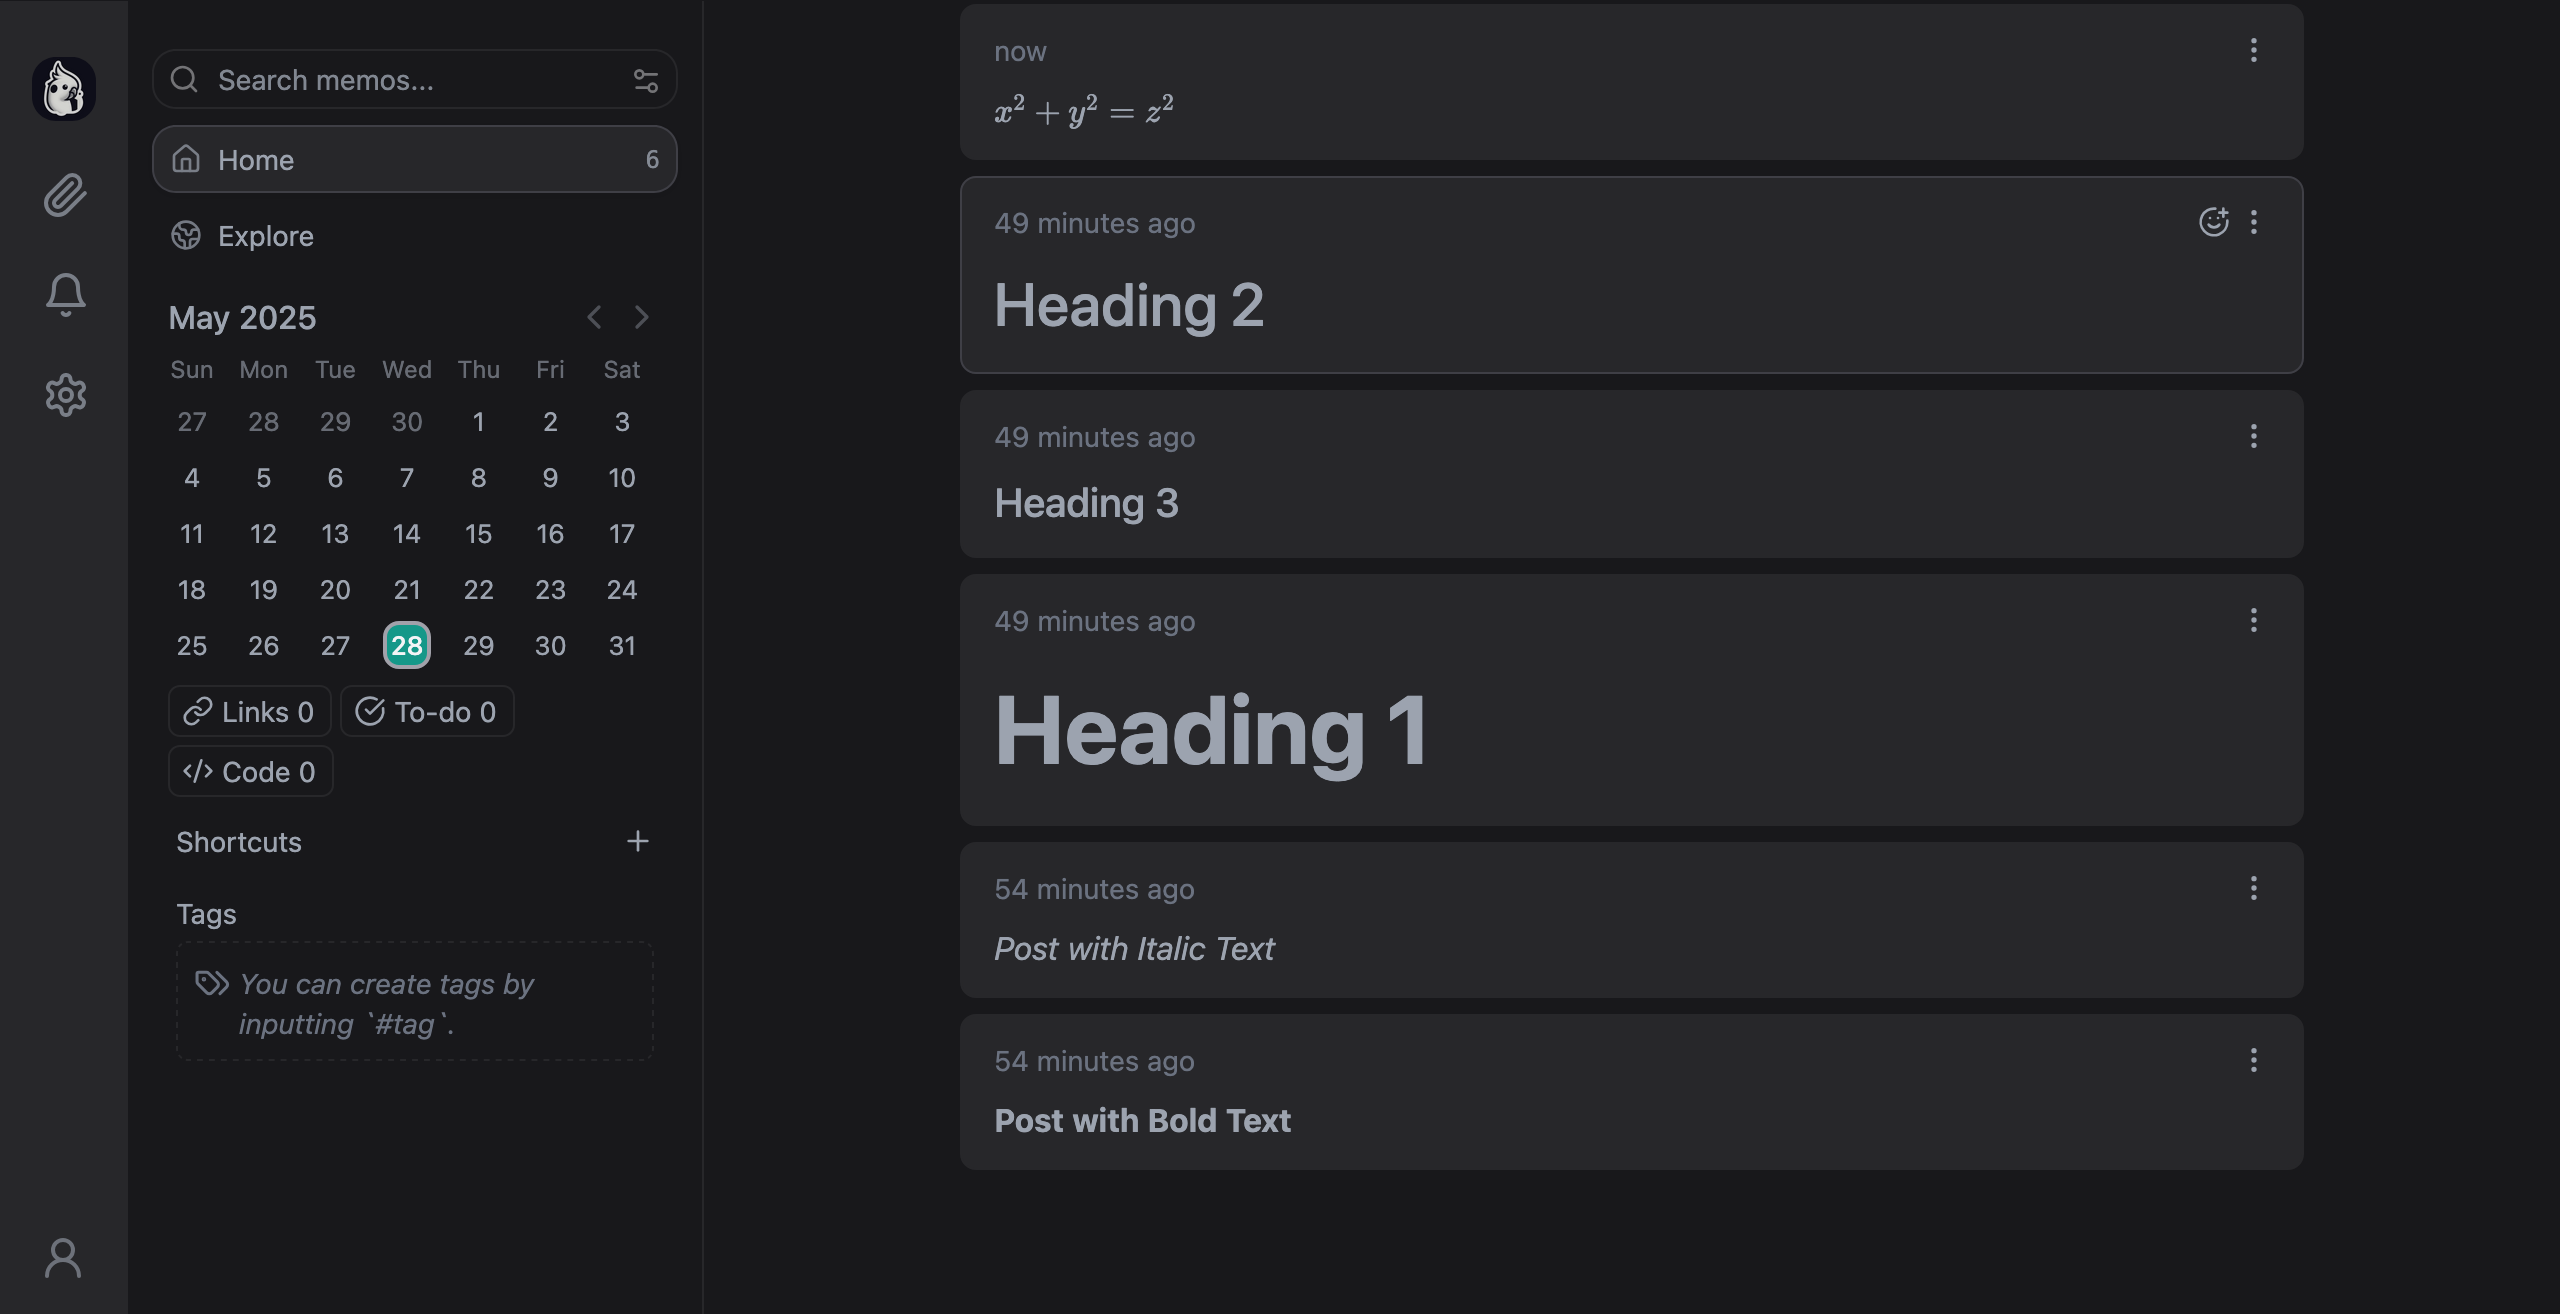 Search memos...
Home 6
Explore
May 2025
Sun Mon Tue Wed Thu Fri Sat
27 28 29 30 1 2 3
4 5 6 7 8 9 10
11 12 13 14 15 16 17
18 19 20 21 22 23 24
25 26 27 28 29 30 31
Links 0 To-do 0
Code 0
Shortcuts
Tags
You can create tags by
inputting `#tag`.
now
x² + y² = z²
49 minutes ago
Heading 2
49 minutes ago
Heading 3
49 minutes ago
Heading 1
54 minutes ago
Post with Italic Text
54 minutes ago
Post with Bold Text